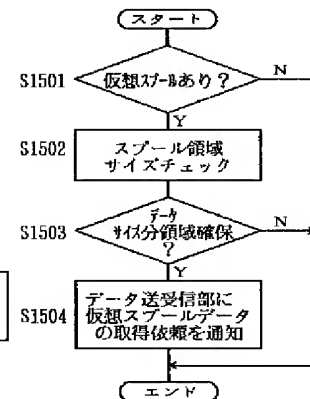 スタート
S1501
仮想スプールあり？
N
Y
S1502
スプール領域
サイズチェック
S1503
データ
サイズ分領域確保
？
N
Y
S1504
データ送受信部に
仮想スプールデータ
の取得依頼を通知
エンド